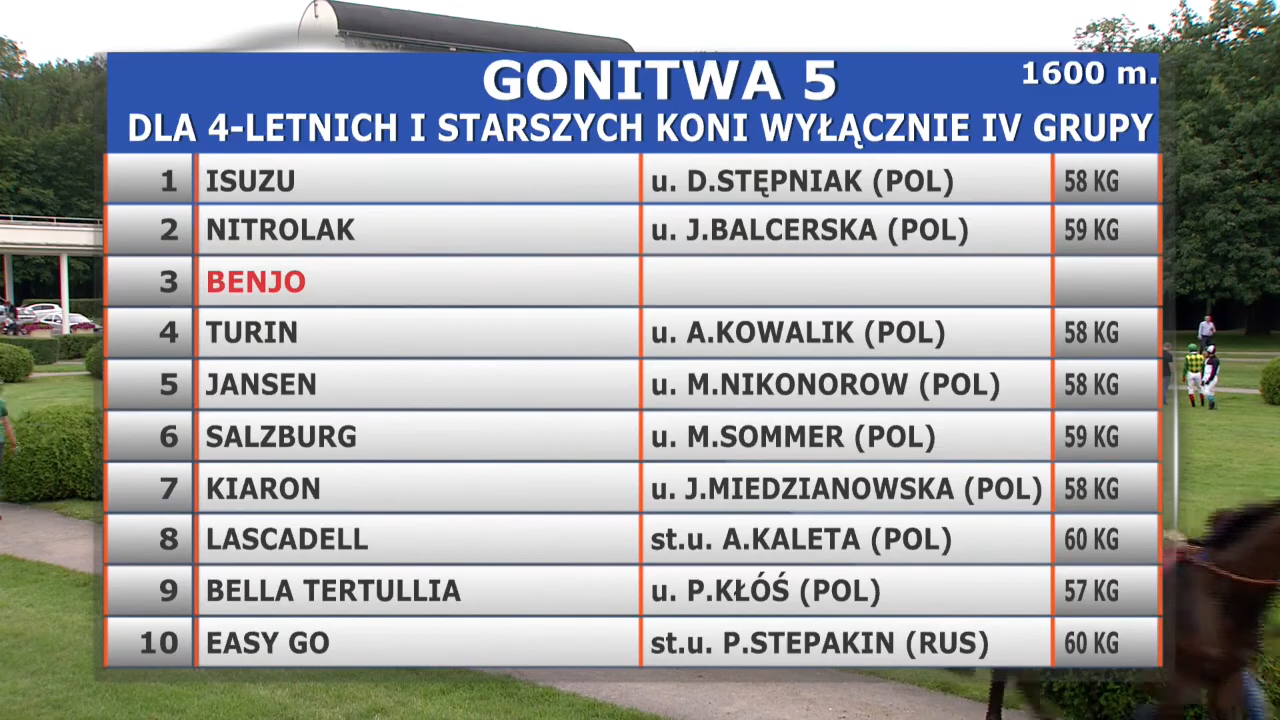 GONITWA 5 1600 m.
DLA 4-LETNICH I STARSZYCH KONI WYŁĄCZNIE IV GRUPY
1 ISUZU u. D.STĘPNIAK (POL) 58 KG
2 NITROLAK u. J.BALCERSKA (POL) 59 KG
3 BENJO
4 TURIN u. A.KOWALIK (POL) 58 KG
5 JANSEN u. M.NIKONOROW (POL) 58 KG
6 SALZBURG u. M.SOMMER (POL) 59 KG
7 KIARON u. J.MIEDZIANOWSKA (POL) 58 KG
8 LASCADELL st.u. A.KALETA (POL) 60 KG
9 BELLA TERTULLIA u. P.KŁÓŚ (POL) 57 KG
10 EASY GO st.u. P.STEPAKIN (RUS) 60 KG